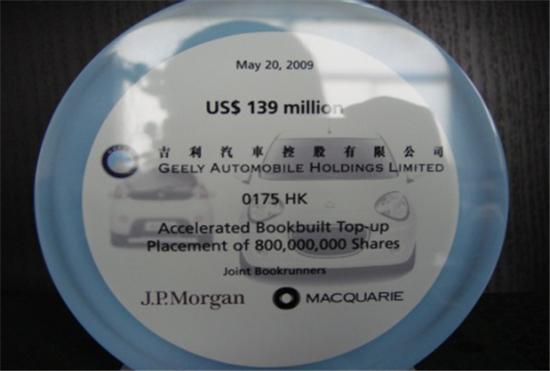 May 20, 2009
US$ 139 million
吉利汽車控股有限公司
GEELY AUTOMOBILE HOLDINGS LIMITED
0175 HK
Accelerated Bookbuilt Top-up
Placement of 800,000,000 Shares
Joint Bookrunners
J.P.Morgan MACQUARIE